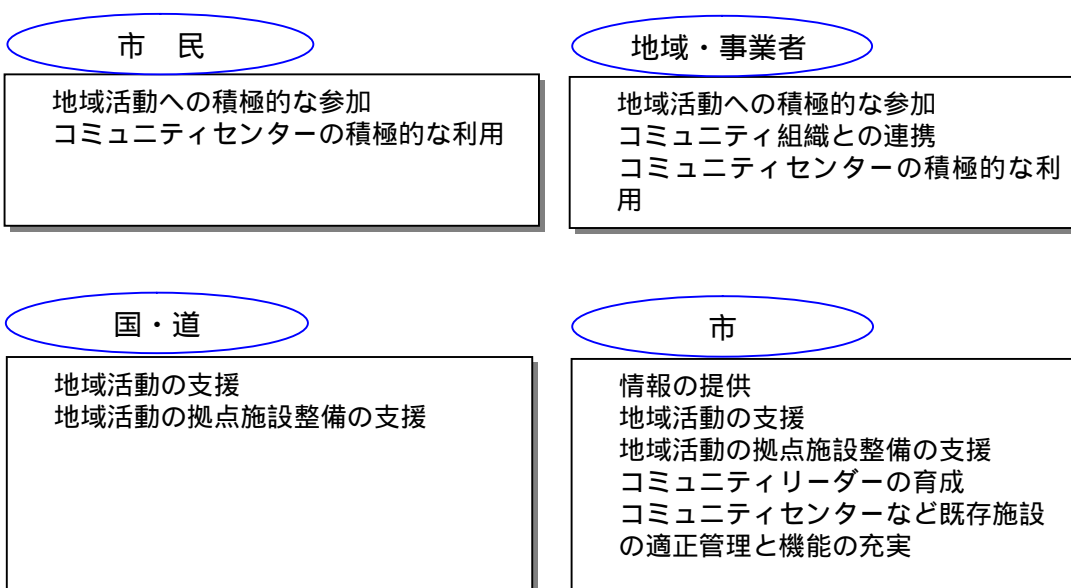 市　民
地域活動への積極的な参加
コミュニティセンターの積極的な利用
地域・事業者
地域活動への積極的な参加
コミュニティ組織との連携
コミュニティセンターの積極的な利
用
国・道
地域活動の支援
地域活動の拠点施設整備の支援
市
情報の提供
地域活動の支援
地域活動の拠点施設整備の支援
コミュニティリーダーの育成
コミュニティセンターなど既存施設
の適正管理と機能の充実